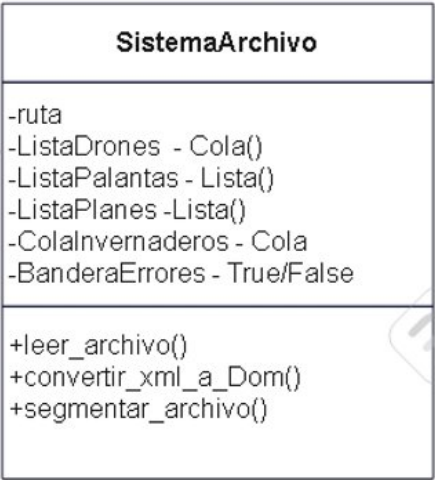 SistemaArchivo
-ruta
-ListaDrones - Cola()
-ListaPalantas - Lista()
-ListaPlanes -Lista()
-ColaInvernaderos - Cola
-BanderaErrores - True/False
+leer_archivo()
+convertir_xml_a_Dom()
+segmentar_archivo()